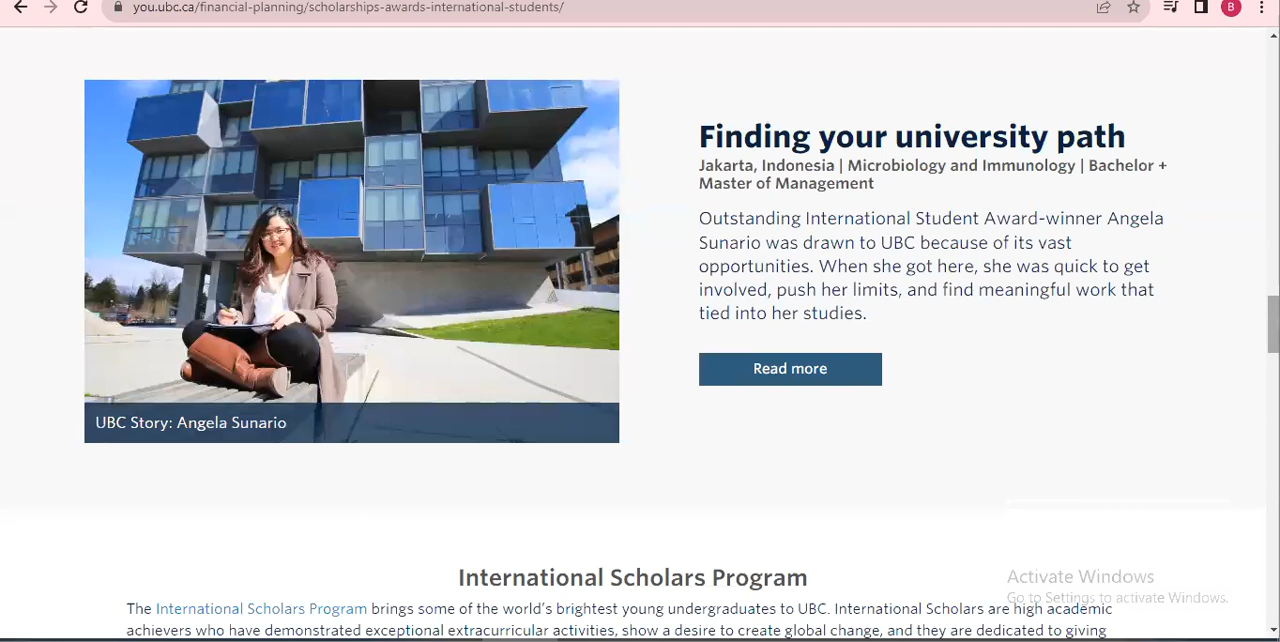 you.ubc.ca/financial-planning/scholarships-awards-international-students/
B
Finding your university path
Jakarta, Indonesia | Microbiology and Immunology | Bachelor +
Master of Management
Outstanding International Student Award-winner Angela
Sunario was drawn to UBC because of its vast
opportunities. When she got here, she was quick to get
involved, push her limits, and find meaningful work that
tied into her studies.
Read more
UBC Story: Angela Sunario
International Scholars Program
The International Scholars Program brings some of the world's brightest young undergraduates to UBC. International Scholars are high academic
achievers who have demonstrated exceptional extracurricular activities, show a desire to create global change, and they are dedicated to giving
Activate Windows
Go to Settings to activate Windows.